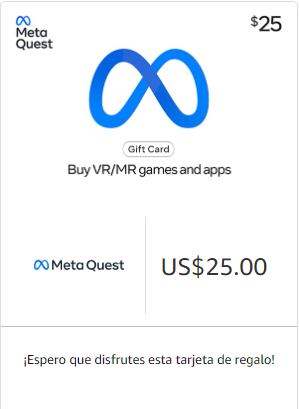 Meta
Quest
$25
Gift Card
Buy VR/MR games and apps
Meta Quest
US$25.00
¡Espero que disfrutes esta tarjeta de regalo!